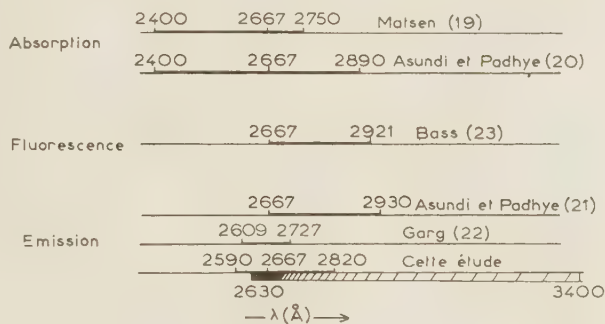 2400 2667 2750 Matsen (19)
Absorption
2400 2667 2890 Asundi et Padhye (20)
2667 2921 Bass (23)
Fluorescence
2667 2930 Asundi et Padhye (21)
2609 2727 Garg (22)
Emission
2590 2667 2820 Cette étude
2630 3400
λ(Å)